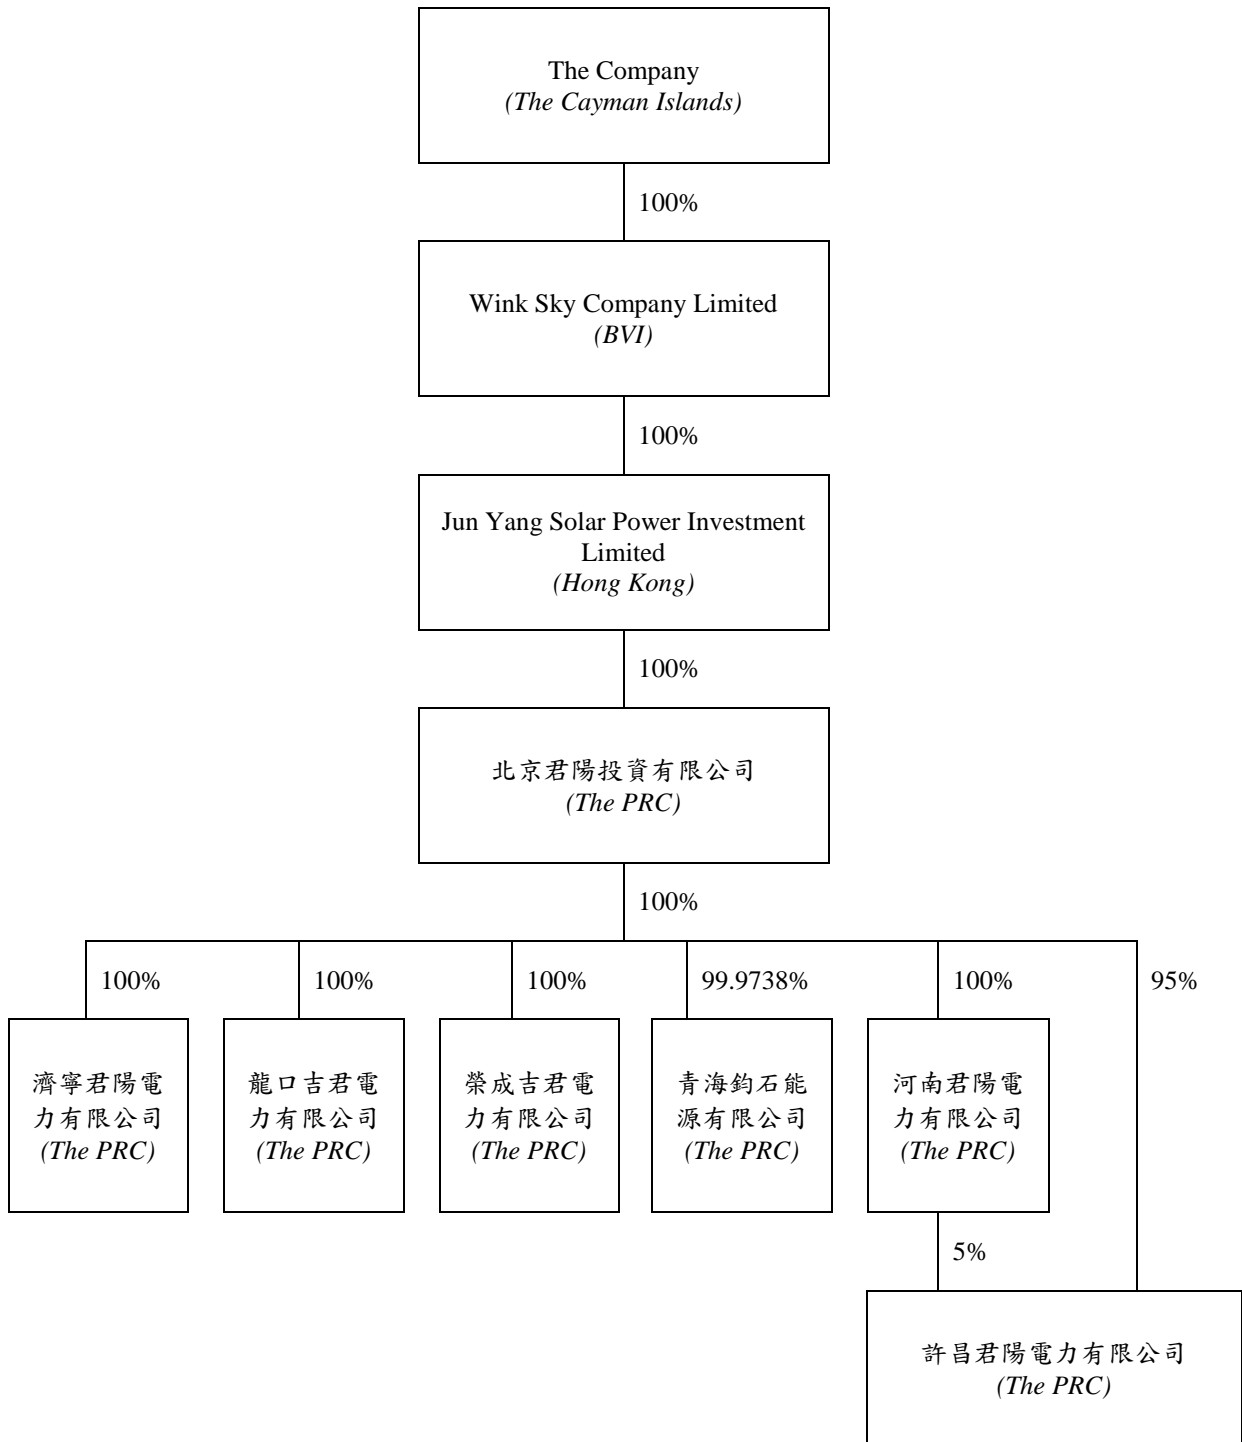 The Company
(The Cayman Islands)
100%
Wink Sky Company Limited
(BVI)
100%
Jun Yang Solar Power Investment
Limited
(Hong Kong)
100%
北京君陽投資有限公司
(The PRC)
100%
100%
100%
100%
99.9738%
100%
95%
濟寧君陽電
力有限公司
(The PRC)
龍口吉君電
力有限公司
(The PRC)
榮成吉君電
力有限公司
(The PRC)
青海鈞石能
源有限公司
(The PRC)
河南君陽電
力有限公司
(The PRC)
5%
許昌君陽電力有限公司
(The PRC)